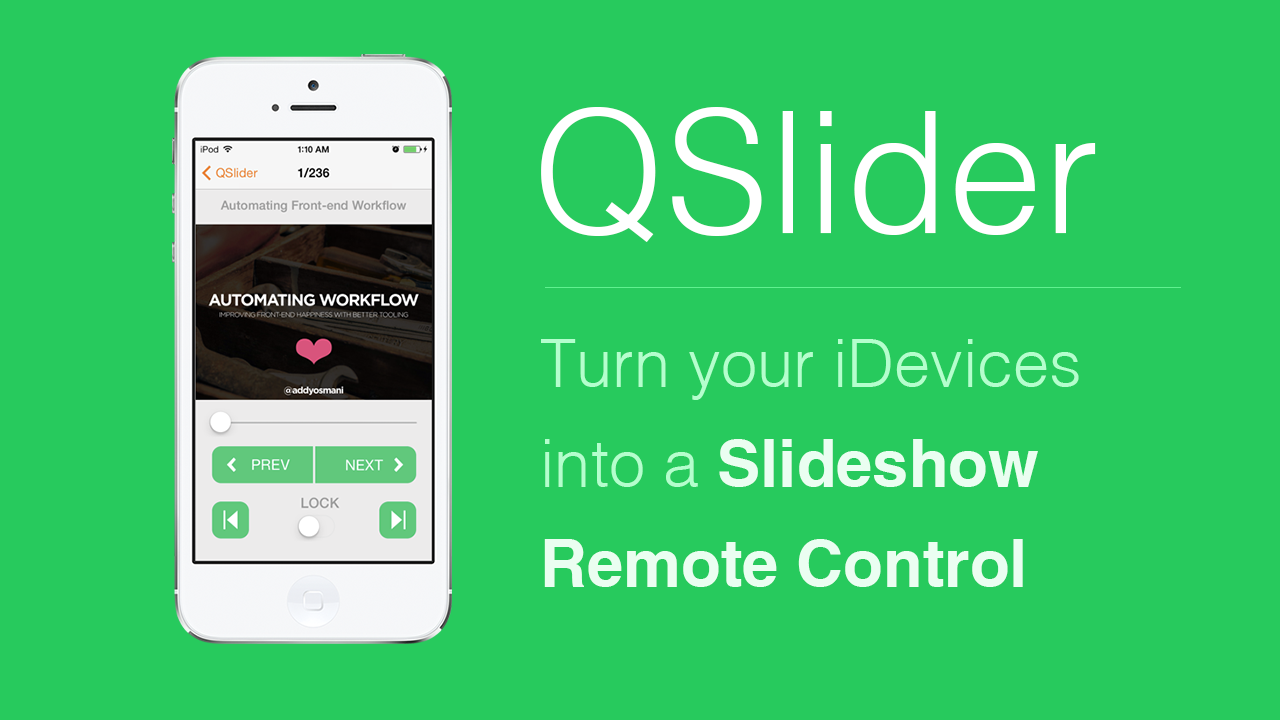 iPod 1:10 AM
QSlider 1/236
Automating Front-end Workflow
AUTOMATING WORKFLOW
IMPROVING FRONT-END HAPPINESS WITH BETTER TOOLING
@addyosmani
PREV NEXT
LOCK
QSlider
Turn your iDevices
into a Slideshow
Remote Control